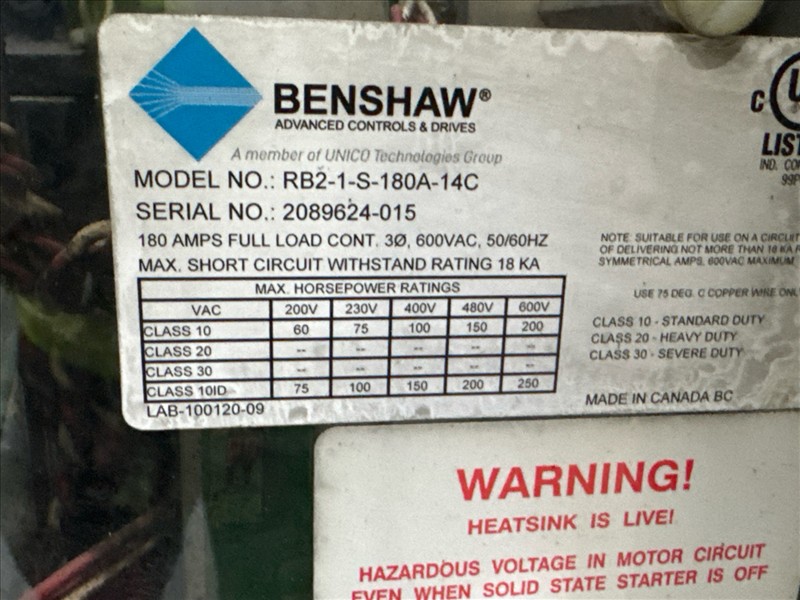 BENSHAW®
ADVANCED CONTROLS & DRIVES
A member of UNICO Technologies Group
MODEL NO.: RB2-1-S-180A-14C
SERIAL NO.: 2089624-015
180 AMPS FULL LOAD CONT. 3Ø, 600VAC, 50/60HZ
MAX. SHORT CIRCUIT WITHSTAND RATING 18 KA
MAX. HORSEPOWER RATINGS
VAC 200V 230V 400V 480V 600V
CLASS 10 60 75 100 150 200
CLASS 20 -- -- -- -- --
CLASS 30 -- -- -- -- --
CLASS 10ID 75 100 150 200 250
LAB-100120-09
C U
LIST
IND. CO
99P
NOTE: SUITABLE FOR USE ON A CIRCUIT
OF DELIVERING NOT MORE THAN 18 KA R
SYMMETRICAL AMPS, 600VAC MAXIMUM
USE 75 DEG. C COPPER WIRE ONL
CLASS 10 - STANDARD DUTY
CLASS 20 - HEAVY DUTY
CLASS 30 - SEVERE DUTY
MADE IN CANADA BC
WARNING!
HEATSINK IS LIVE!
HAZARDOUS VOLTAGE IN MOTOR CIRCUIT
EVEN WHEN SOLID STATE STARTER IS OFF